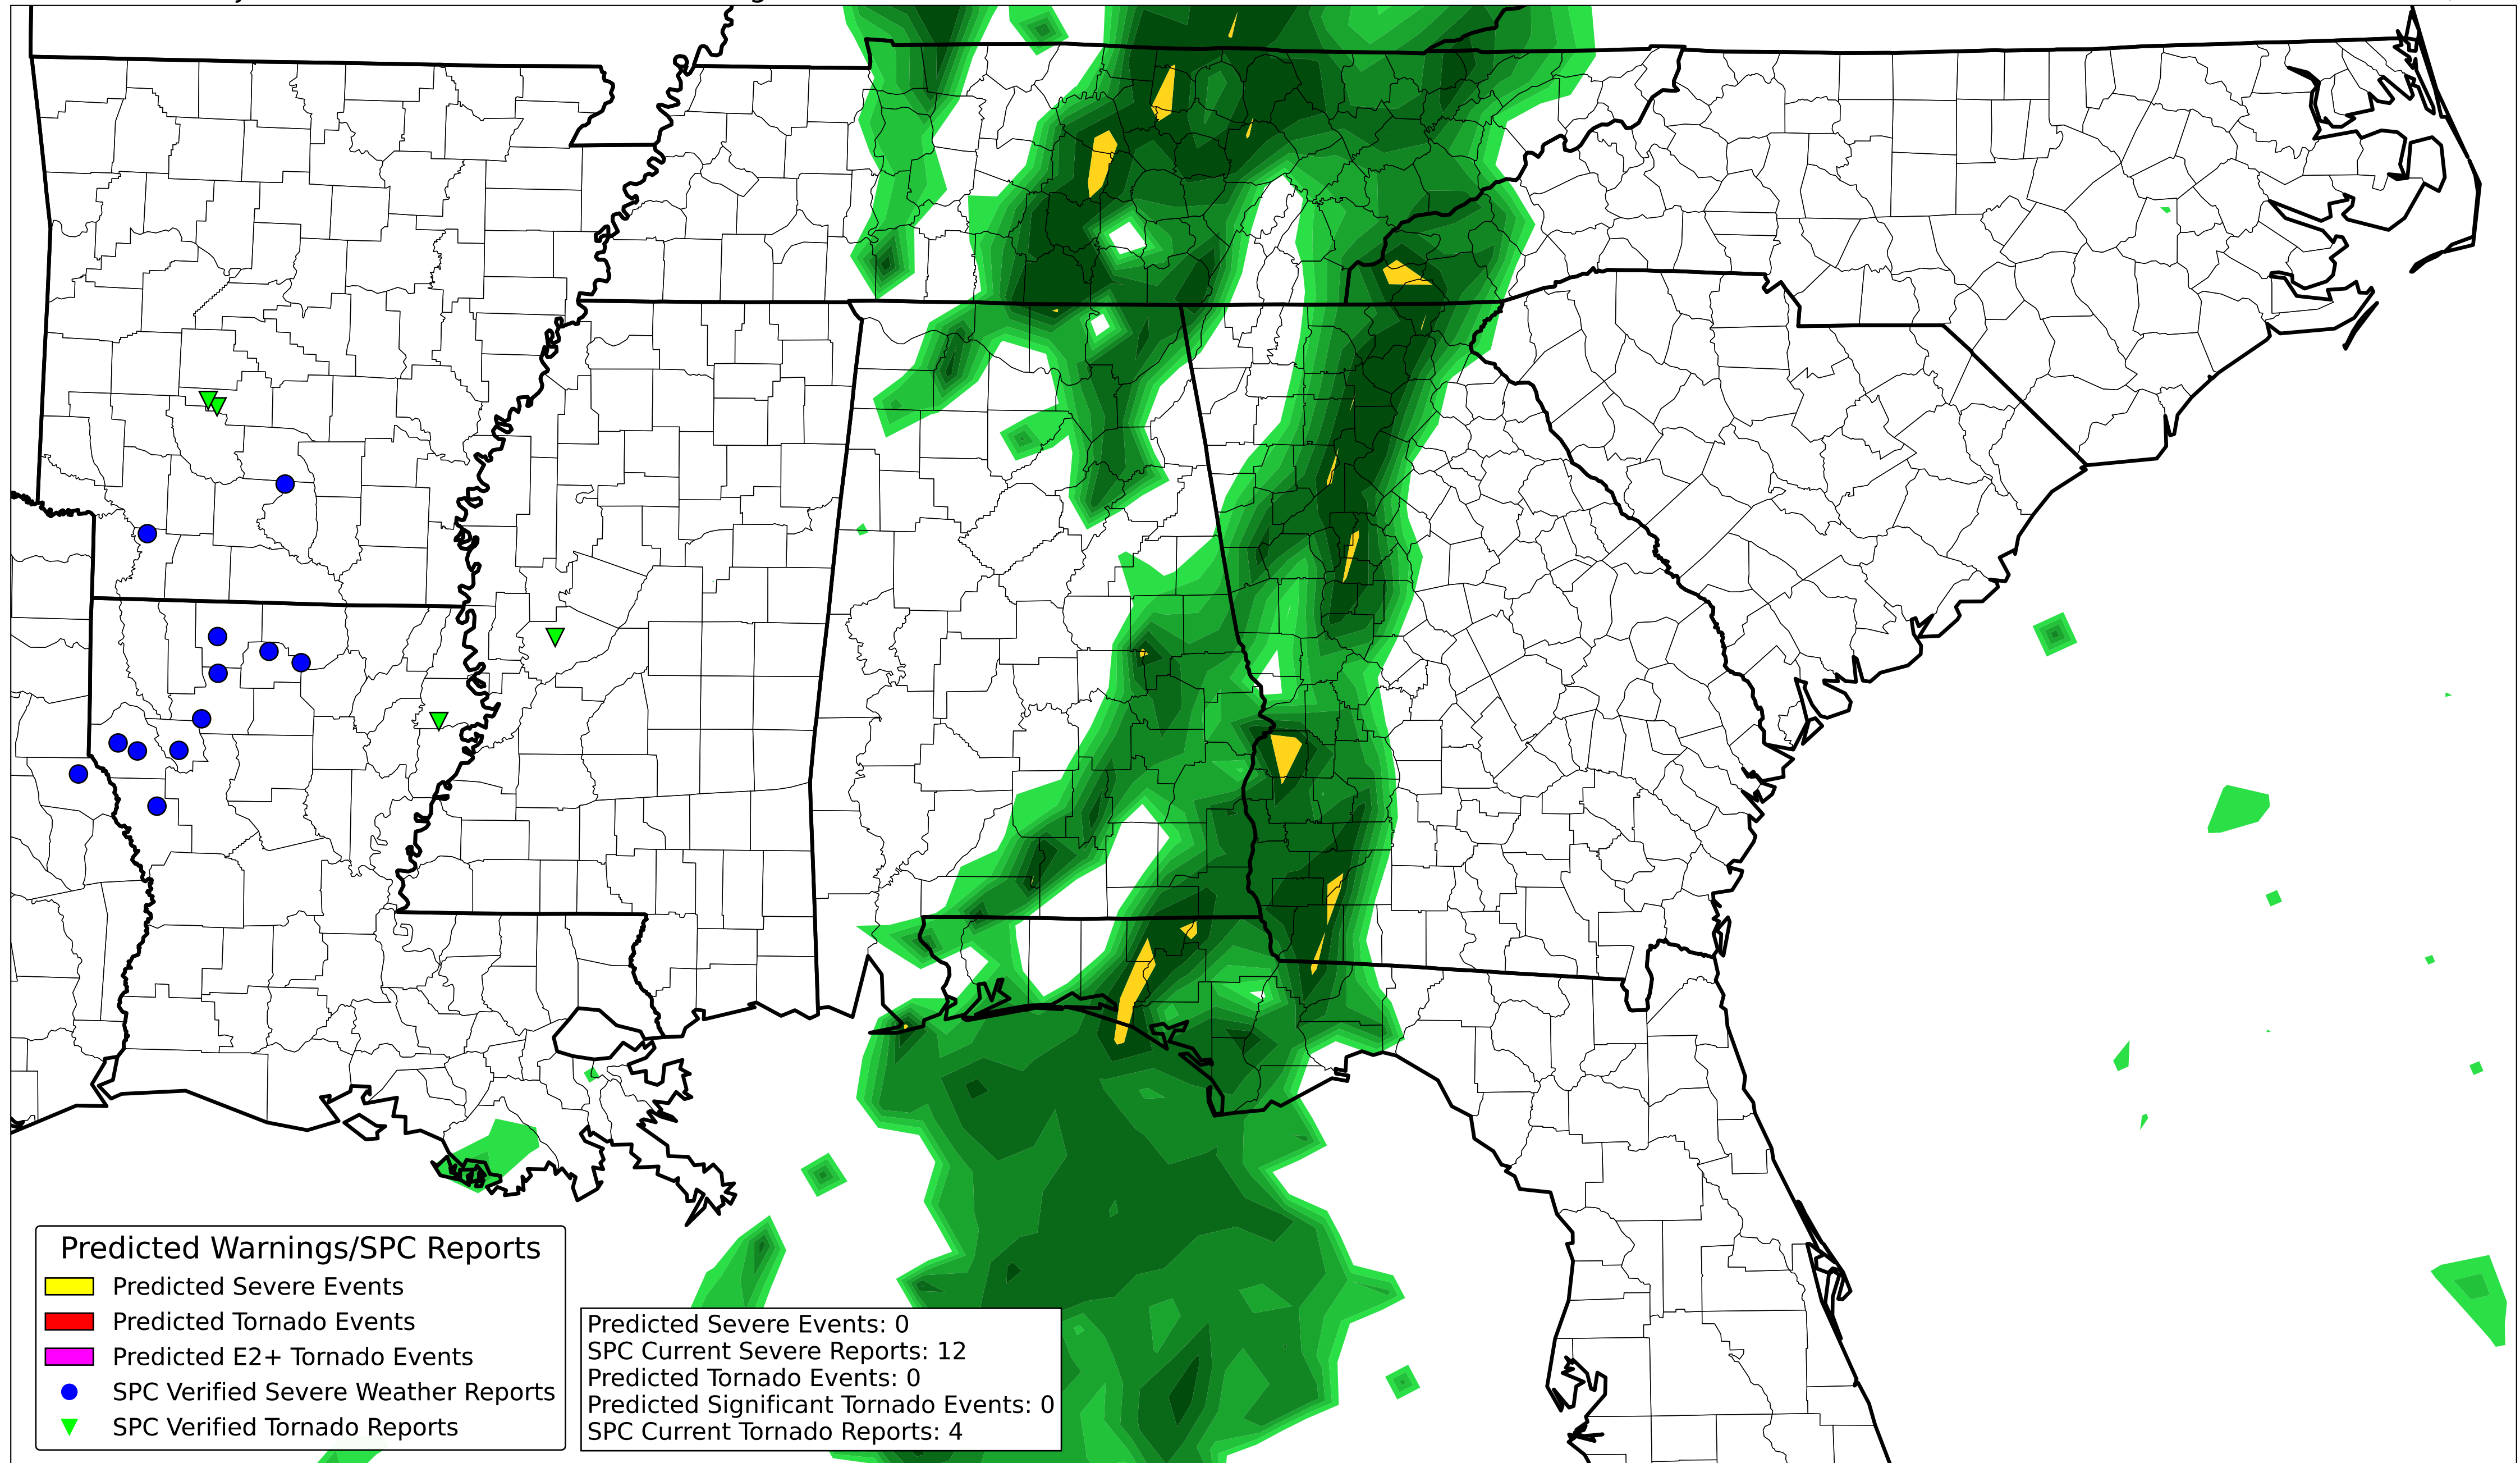 Predicted Warnings/SPC Reports
Predicted Severe Events
Predicted Tornado Events
Predicted E2+ Tornado Events
SPC Verified Severe Weather Reports
SPC Verified Tornado Reports
Predicted Severe Events: 0
SPC Current Severe Reports: 12
Predicted Tornado Events: 0
Predicted Significant Tornado Events: 0
SPC Current Tornado Reports: 4